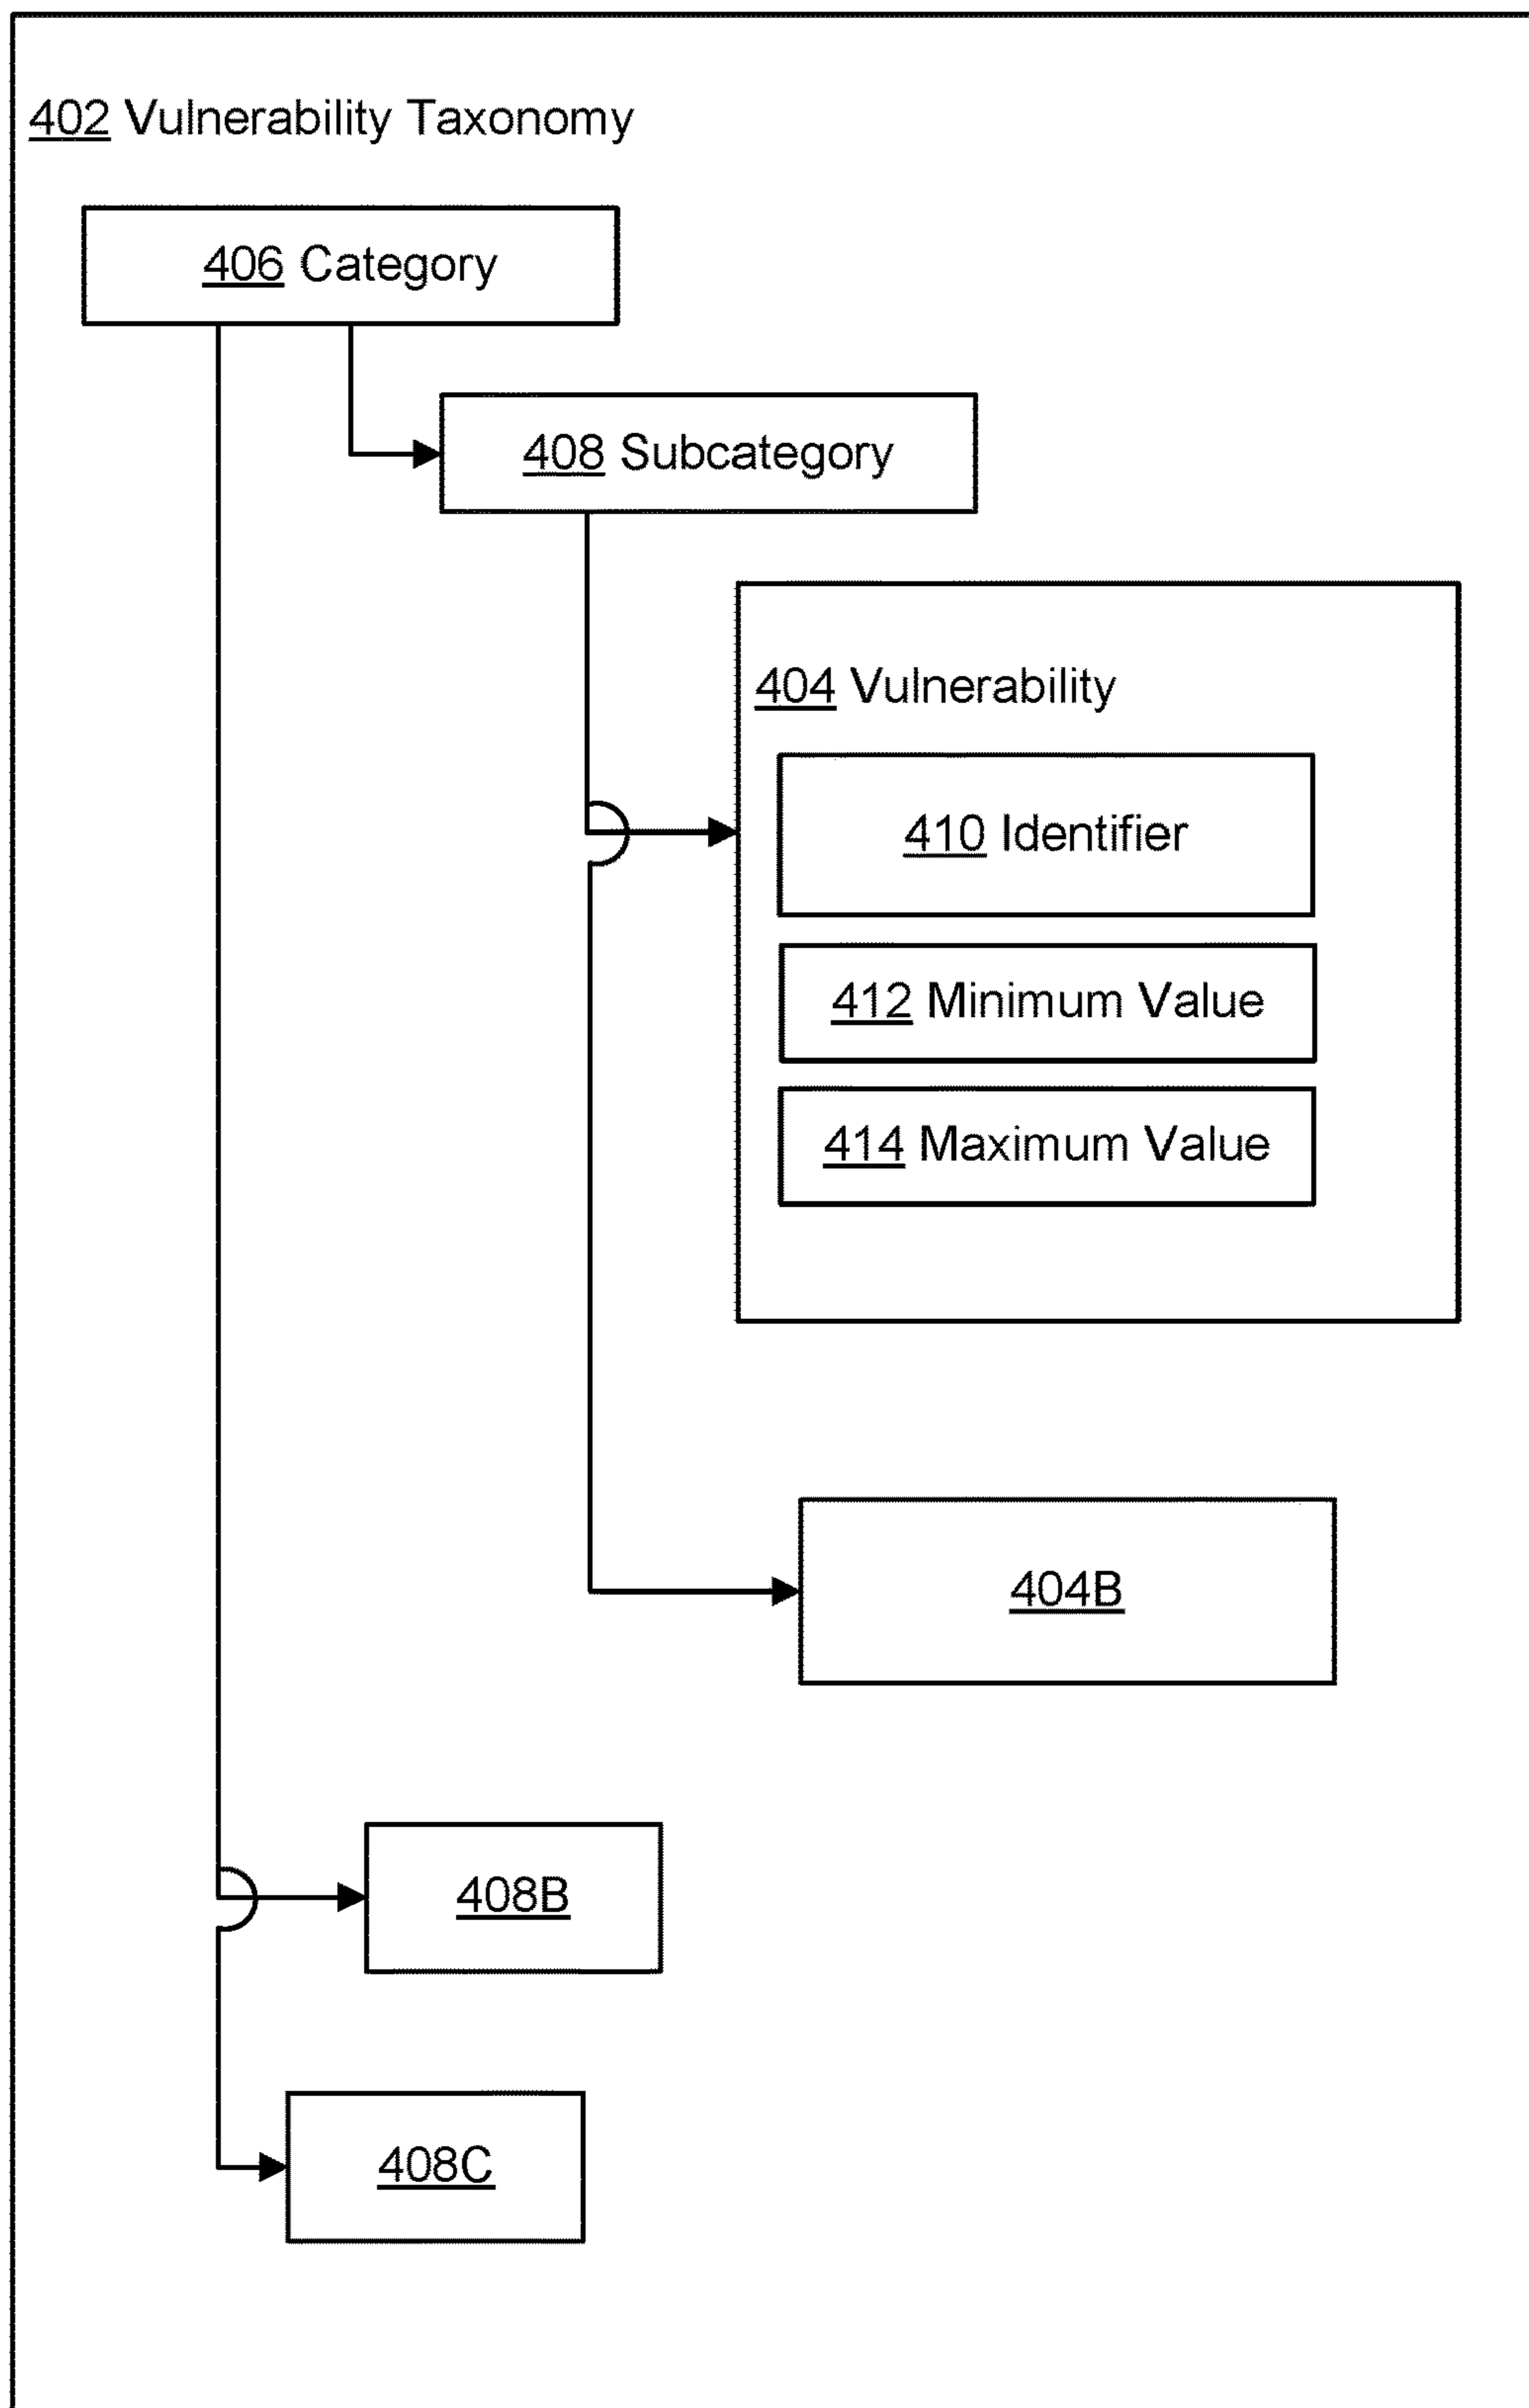 402 Vulnerability Taxonomy
406 Category
408 Subcategory
404 Vulnerability
410 Identifier
412 Minimum Value
414 Maximum Value
404B
408B
408C